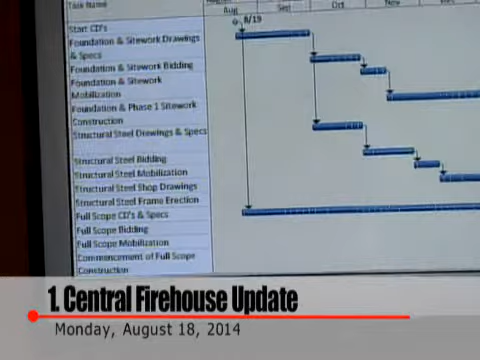 Task Name
Aug
Sep
Oct
Nov
8/19
Start CD's
Foundation & Sitework Drawings
& Specs
Foundation & Sitework Bidding
Foundation & Sitework
Mobilization
Foundation & Phase 1 Sitework
Construction
Structural Steel Drawings & Specs
Structural Steel Bidding
Structural Steel Mobilization
Structural Steel Shop Drawings
Structural Steel Frame Erection
Full Scope CD's & Specs
Full Scope Bidding
Full Scope Mobilization
Commencement of Full Scope
Construction
1. Central Firehouse Update
Monday, August 18, 2014